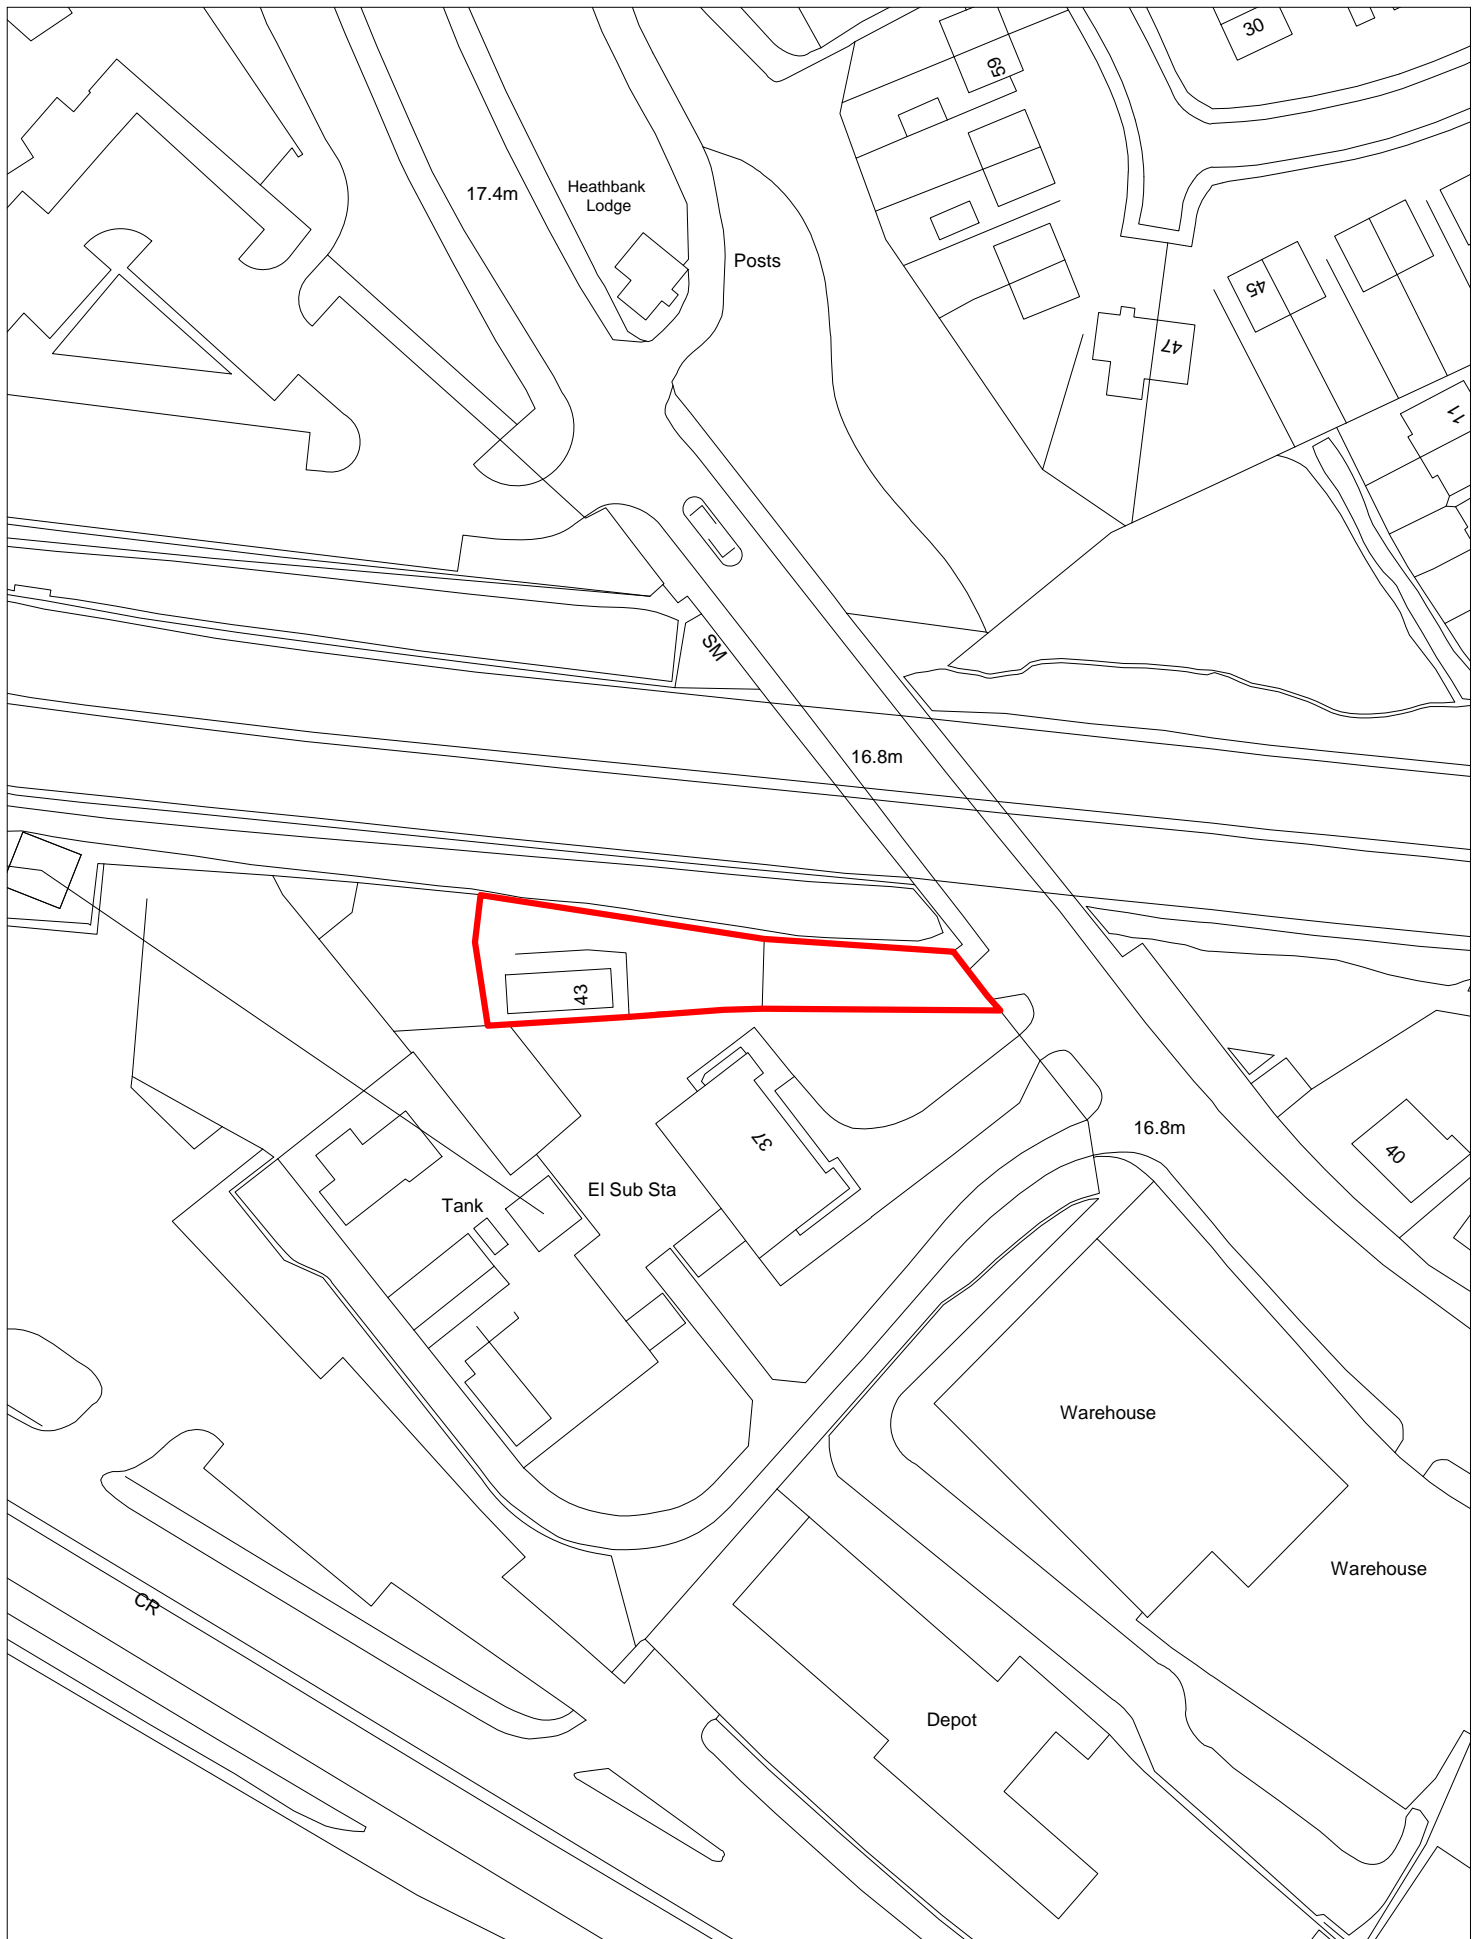 30
59
17.4m
Heathbank
Lodge
Posts
45
47
11
SM
16.8m
43
37
16.8m
40
El Sub Sta
Tank
Warehouse
Warehouse
CR
Depot